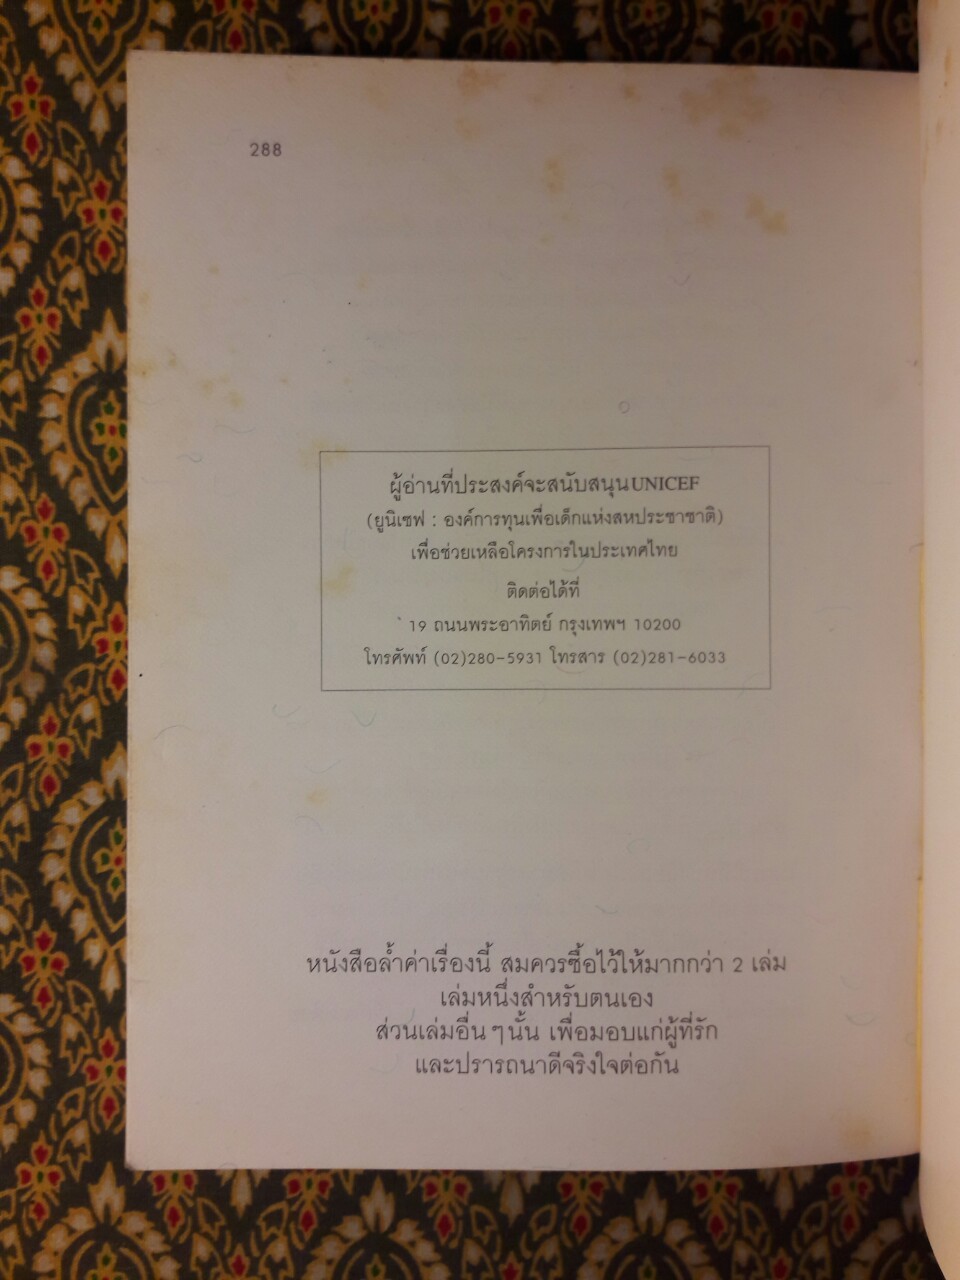 288
ผู้อ่านที่ประสงค์จะสนับสนุนUNICEF
(ยูนิเซฟ : องค์การทุนเพื่อเด็กแห่งสหประชาชาติ)
เพื่อช่วยเหลือโครงการในประเทศไทย
ติดต่อได้ที่
19 ถนนพระอาทิตย์ กรุงเทพฯ 10200
โทรศัพท์ (02)280-5931 โทรสาร (02)281-6033
หนังสือล้ำค่าเรื่องนี้ สมควรซื้อไว้ให้มากกว่า 2 เล่ม
เล่มหนึ่งสำหรับตนเอง
ส่วนเล่มอื่น ๆ นั้น เพื่อมอบแก่ผู้ที่รัก
และปรารถนาดีจริงใจต่อกัน